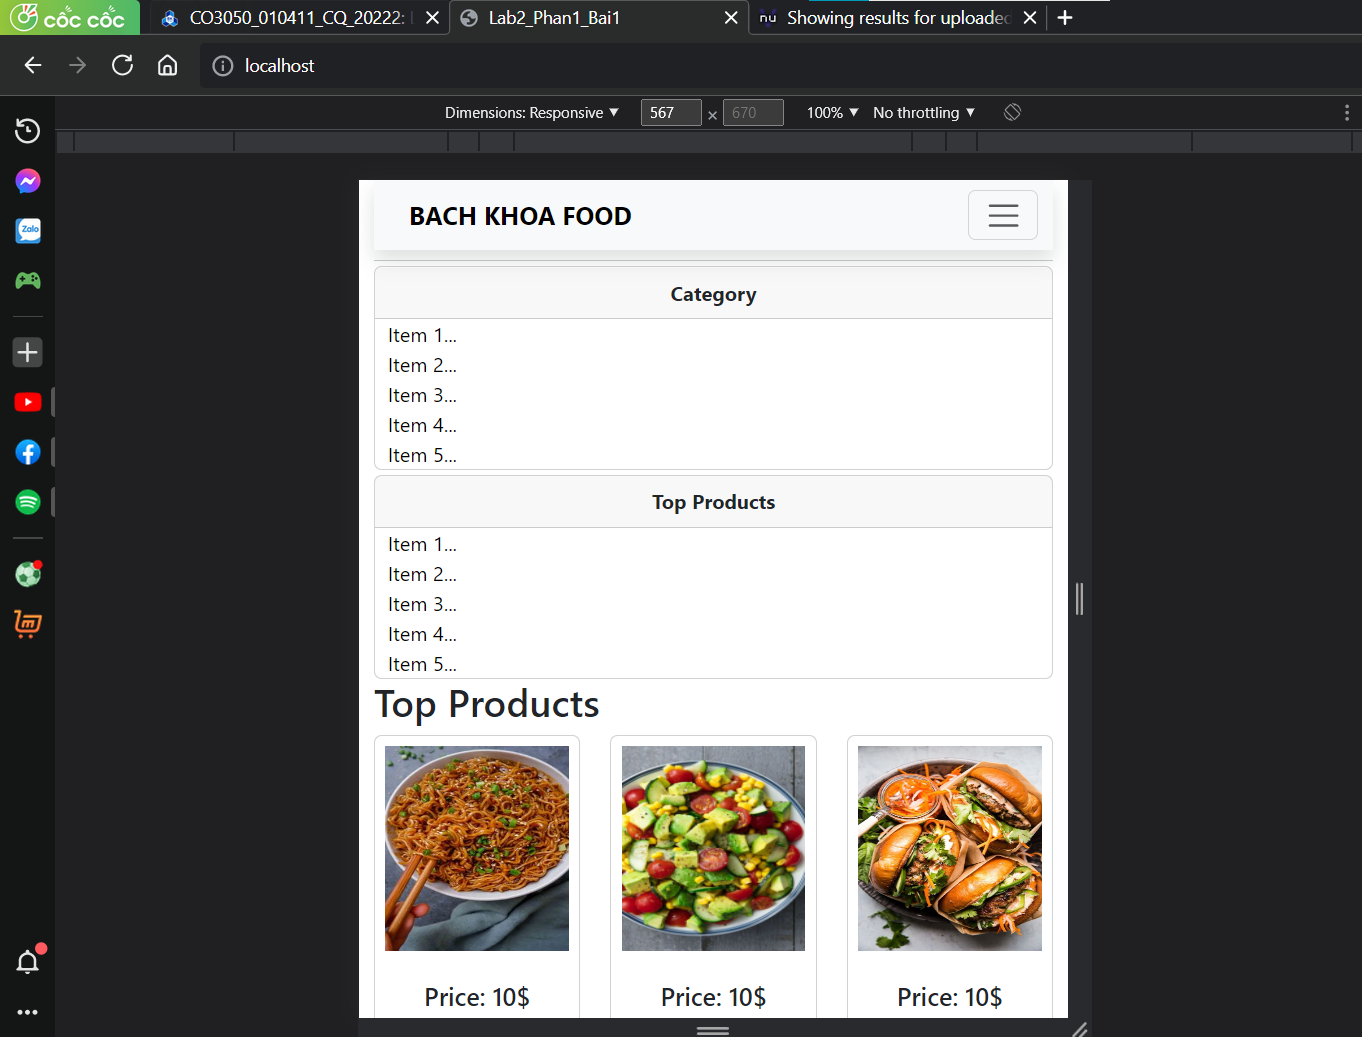 cốc cốc
CO3050_010411_CQ_20222:
Lab2_Phan1_Bai1
nu
Showing results for uploaded
localhost
Dimensions: Responsive ▼ 567 × 670 100% ▼ No throttling ▼
Zalo
BACH KHOA FOOD
Category
Item 1...
Item 2...
Item 3...
Item 4...
Item 5...
Top Products
Item 1...
Item 2...
Item 3...
Item 4...
Item 5...
Top Products
Price: 10$
Price: 10$
Price: 10$